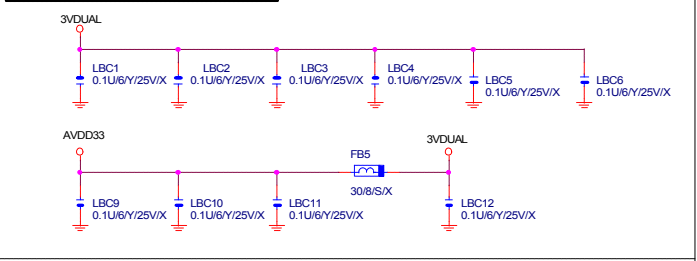 3VDUAL
LBC1
0.1U/6/Y/25V/X
LBC2
0.1U/6/Y/25V/X
LBC3
0.1U/6/Y/25V/X
LBC4
0.1U/6/Y/25V/X
LBC5
0.1U/6/Y/25V/X
LBC6
0.1U/6/Y/25V/X
AVDD33
FB5
30/8/S/X
3VDUAL
LBC9
0.1U/6/Y/25V/X
LBC10
0.1U/6/Y/25V/X
LBC11
0.1U/6/Y/25V/X
LBC12
0.1U/6/Y/25V/X